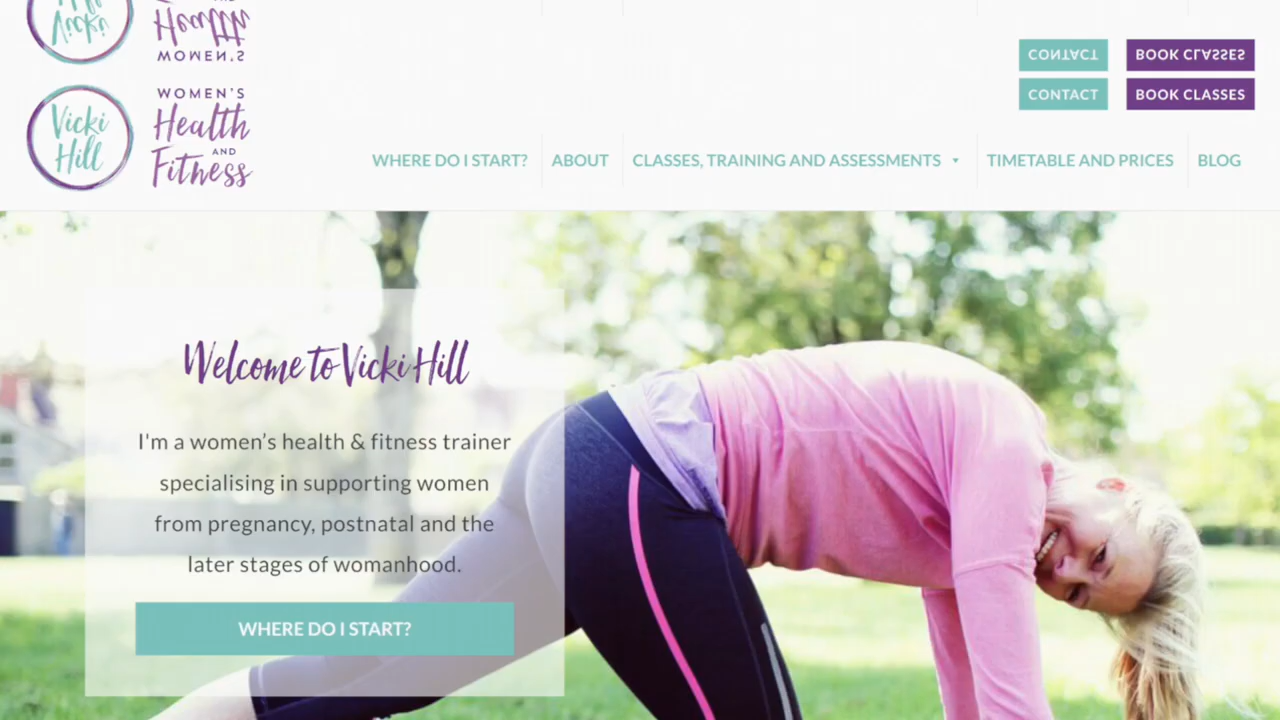 Vicki
Hill
WOMEN'S
Health
AND
Fitness
CONTACT
BOOK CLASSES
CONTACT
BOOK CLASSES
WHERE DO I START?
ABOUT
CLASSES, TRAINING AND ASSESSMENTS
TIMETABLE AND PRICES
BLOG
Welcome to Vicki Hill
I'm a women's health & fitness trainer
specialising in supporting women
from pregnancy, postnatal and the
later stages of womanhood.
WHERE DO I START?